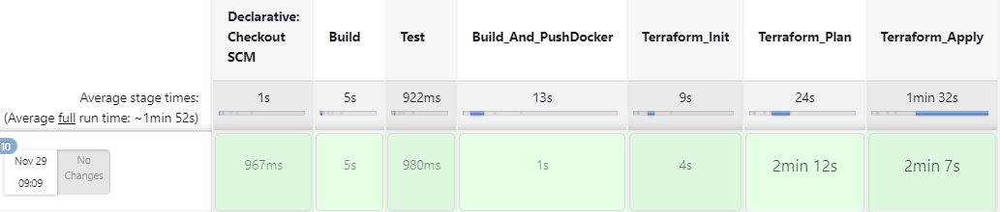 Declarative:
Checkout
SCM
Build
Test
Build_And_PushDocker
Terraform_Init
Terraform_Plan
Terraform_Apply
Average stage times:
(Average full run time: ~1min 52s)
1s
5s
922ms
13s
9s
24s
1min 32s
10
Nov 29
09:09
No
Changes
967ms
5s
980ms
1s
4s
2min 12s
2min 7s